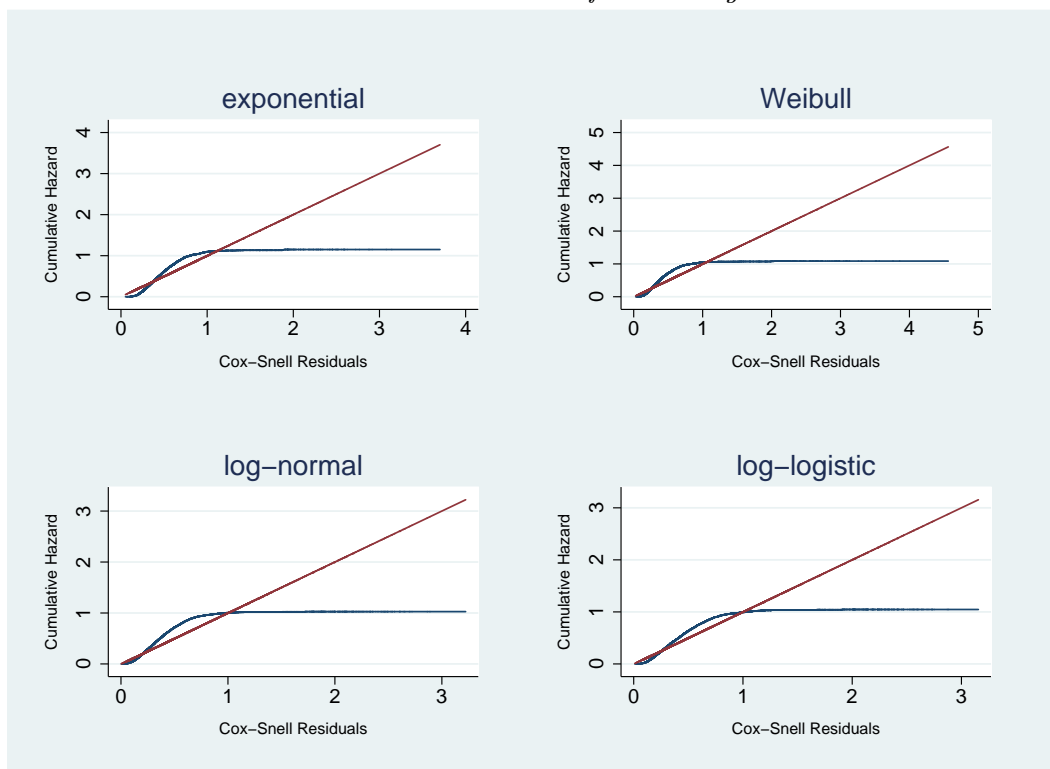 exponential
Cumulative Hazard
4
3
2
1
0
0 1 2 3 4
Cox−Snell Residuals
Weibull
Cumulative Hazard
5
4
3
2
1
0
0 1 2 3 4 5
Cox−Snell Residuals
log−normal
Cumulative Hazard
3
2
1
0
0 1 2 3
Cox−Snell Residuals
log−logistic
Cumulative Hazard
3
2
1
0
0 1 2 3
Cox−Snell Residuals